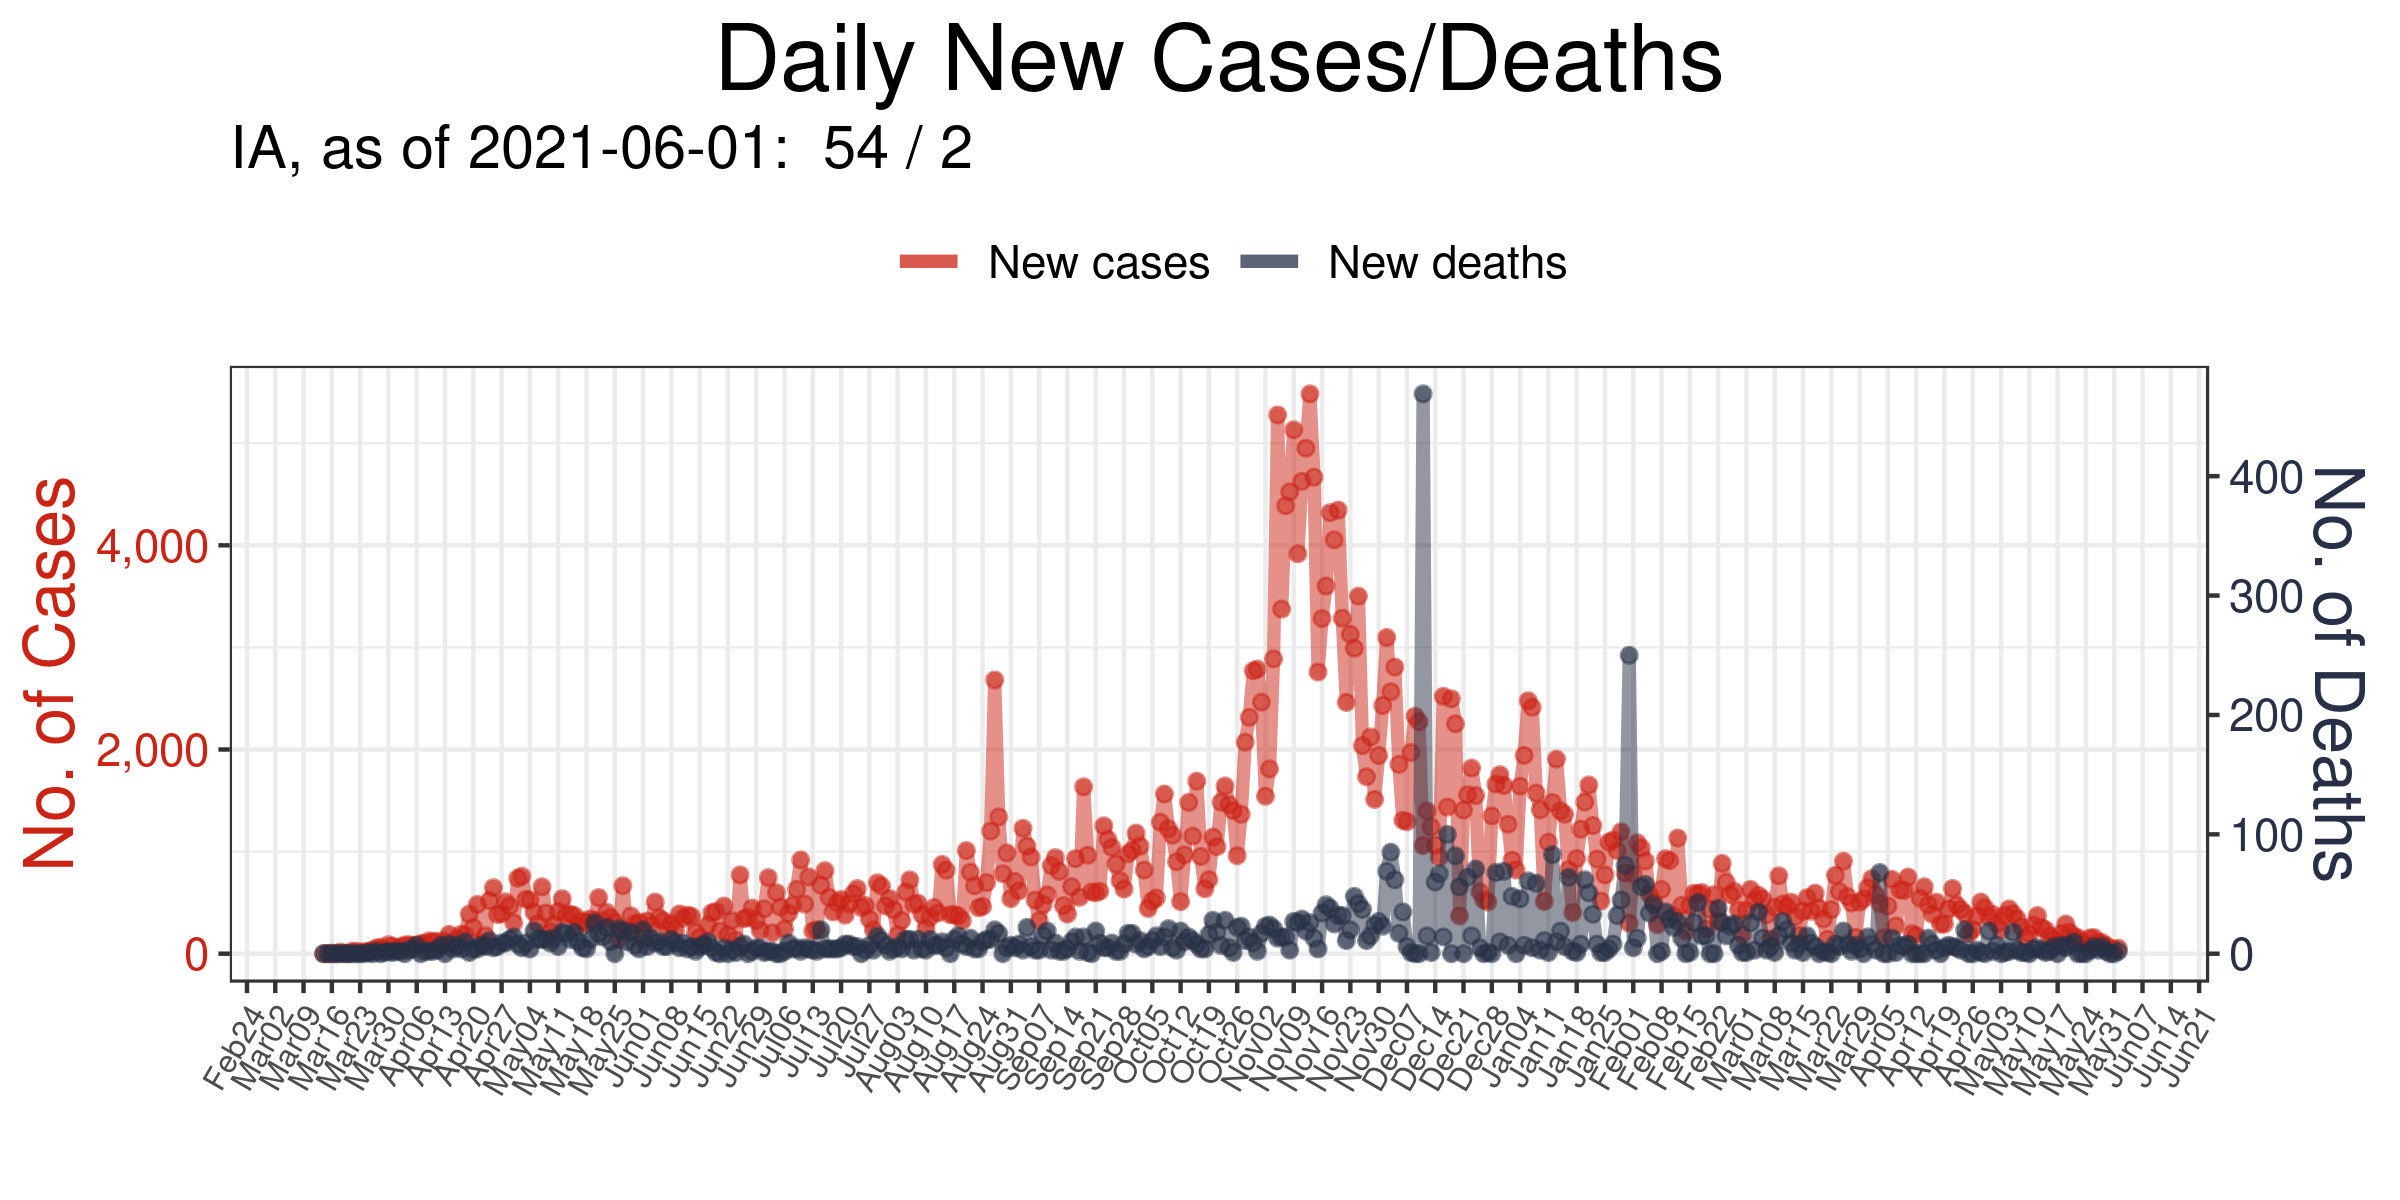 Daily New Cases/Deaths
IA, as of 2021-06-01:  54 / 2
New cases
New deaths
No. of Cases
4,000
2,000
0
400
300
200
100
0
No. of Deaths
Feb24
Mar02
Mar09
Mar16
Mar23
Mar30
Apr06
Apr13
Apr20
Apr27
May04
May11
May18
May25
Jun01
Jun08
Jun15
Jun22
Jun29
Jul06
Jul13
Jul20
Jul27
Aug03
Aug10
Aug17
Aug24
Aug31
Sep07
Sep14
Sep21
Sep28
Oct05
Oct12
Oct19
Oct26
Nov02
Nov09
Nov16
Nov23
Nov30
Dec07
Dec14
Dec21
Dec28
Jan04
Jan11
Jan18
Jan25
Feb01
Feb08
Feb15
Feb22
Mar01
Mar08
Mar15
Mar22
Mar29
Apr05
Apr12
Apr19
Apr26
May03
May10
May17
May24
May31
Jun07
Jun14
Jun21